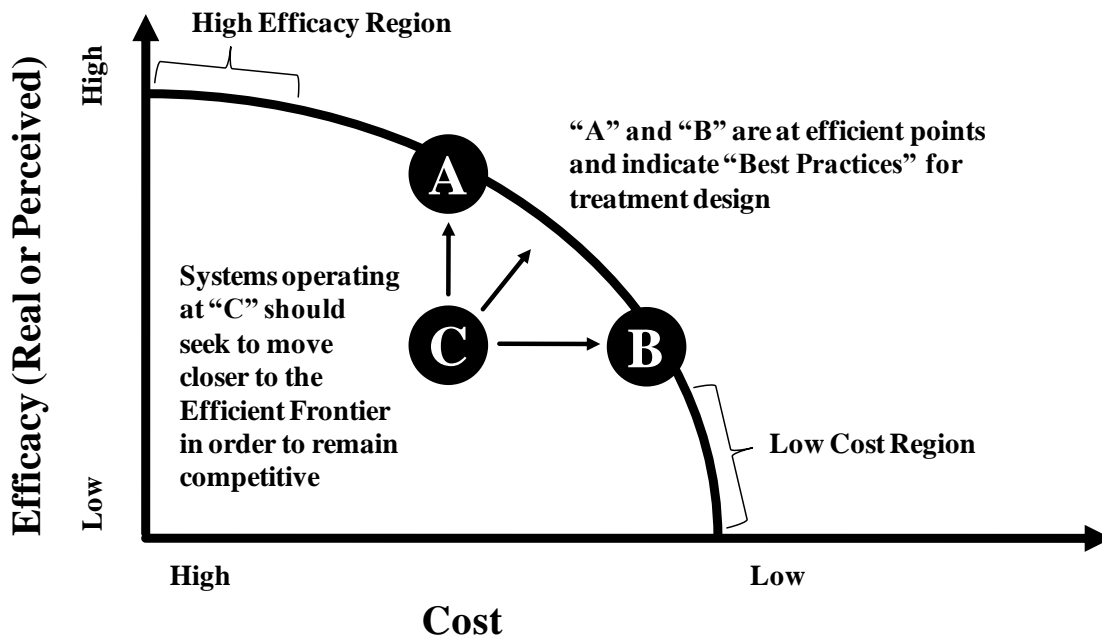 High Efficacy Region
Efficacy (Real or Perceived)
High
Low
“A” and “B” are at efficient points
and indicate “Best Practices” for
treatment design
A
Systems operating
at “C” should
seek to move
closer to the
Efficient Frontier
in order to remain
competitive
C
B
Low Cost Region
High
Low
Cost